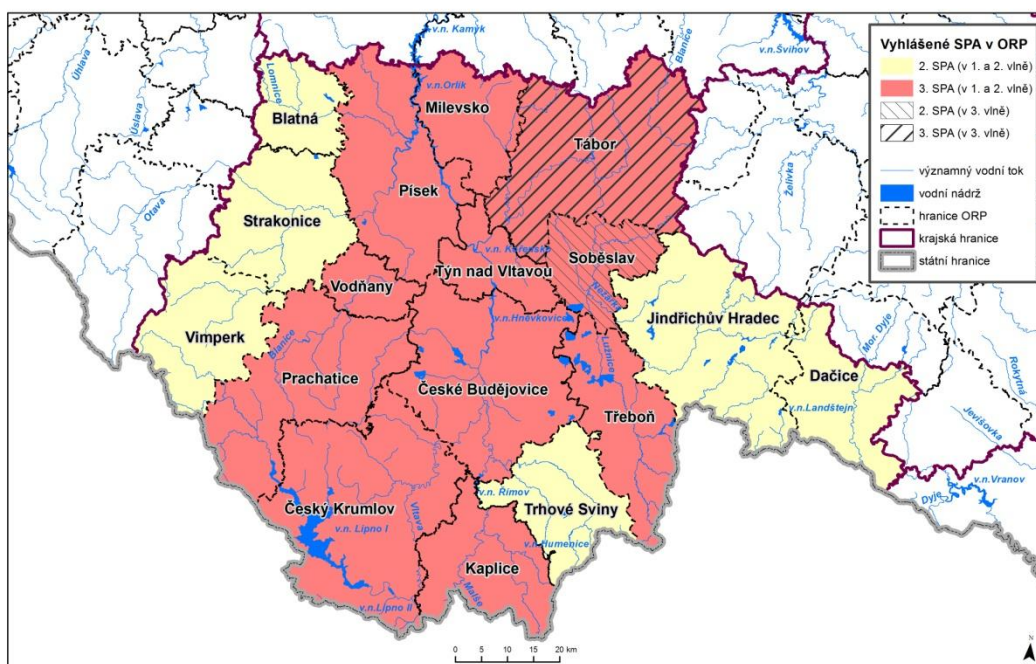 v.n. Kamýk
Blanice
v.n.Švihov
Úhlava
Úslava
Otava
Lomnice
Blatná
v.n.Orlík
Milevsko
Tábor
Želivka
Písek
Strakonice
v.n. Kořensko
Týn nad Vltavou
Soběslav
Vodňany
v.n.Hněvkovice
Nežárka
Lužnice
Jindřichův Hradec
Mor. Dyje
Rokytná
Vimperk
Blanice
Prachatice
České Budějovice
Třeboň
Dačice
v.n.Landštejn
Jevišovka
v.n.Vranov
Dyje
Český Krumlov
v.n. Lipno I
Vltava
v.n. Římov
Trhové Sviny
v.n.Humenice
Kaplice
Malše
v.n.Lipno II
0 5 10 20 km
N
Vyhlášené SPA v ORP
2. SPA (v 1. a 2. vlně)
3. SPA (v 1. a 2. vlně)
2. SPA (v 3. vlně)
3. SPA (v 3. vlně)
významný vodní tok
vodní nádrž
hranice ORP
krajská hranice
státní hranice